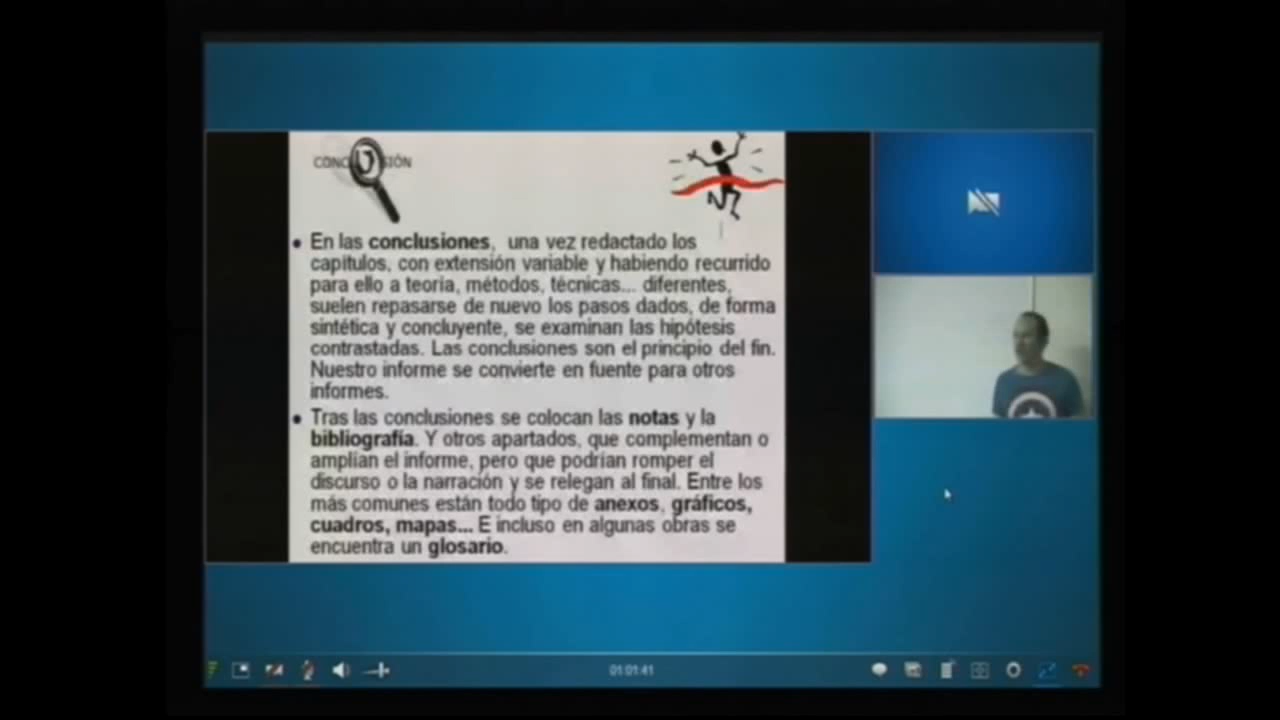 CONCLUSIÓN
• En las conclusiones, una vez redactado los
capítulos, con extensión variable y habiendo recurrido
para ello a teoría, métodos, técnicas... diferentes,
suelen repasarse de nuevo los pasos dados, de forma
sintética y concluyente, se examinan las hipótesis
contrastadas. Las conclusiones son el principio del fin.
Nuestro informe se convierte en fuente para otros
informes.
• Tras las conclusiones se colocan las notas y la
bibliografía. Y otros apartados, que complementan o
amplían el informe, pero que podrían romper el
discurso o la narración y se relegan al final. Entre los
más comunes están todo tipo de anexos, gráficos,
cuadros, mapas... E incluso en algunas obras se
encuentra un glosario.
01:01:41